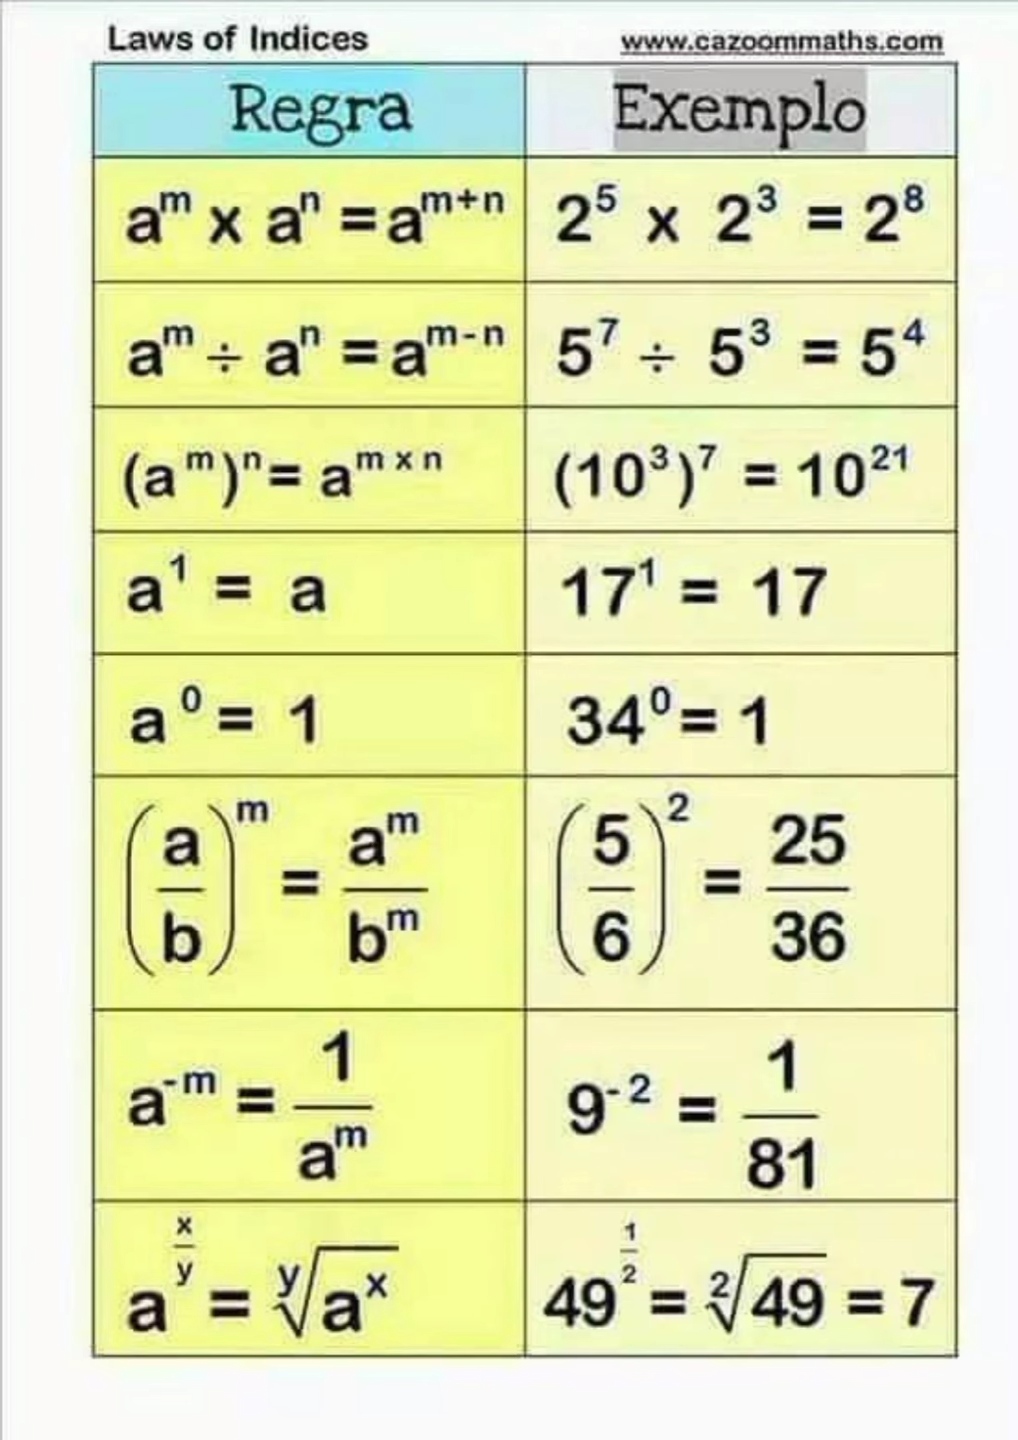 Laws of Indices www.cazoommaths.com
Regra Exemplo
aᵐ x aⁿ = aᵐ⁺ⁿ 2⁵ x 2³ = 2⁸
aᵐ ÷ aⁿ = aᵐ⁻ⁿ 5⁷ ÷ 5³ = 5⁴
(aᵐ)ⁿ = aᵐ ˣ ⁿ (10³)⁷ = 10²¹
a¹ = a 17¹ = 17
a⁰ = 1 34⁰ = 1
(a/b)ᵐ = aᵐ/bᵐ (5/6)² = 25/36
a⁻ᵐ = 1/aᵐ 9⁻² = 1/81
a^(x/y) = ʸ√aˣ 49^(1/2) = ²√49 = 7